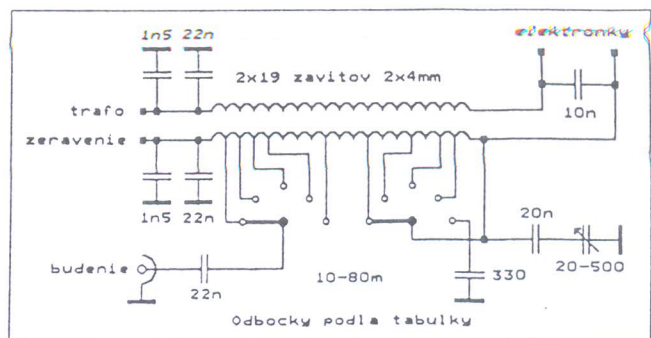 1n5 22n
elektronky
2x19 zavitov 2x4mm
trafo
10n
zeravenie
1n5 22n
20n
budenie
22n
10-80m
330
20-500
Odbocky podla tabulky